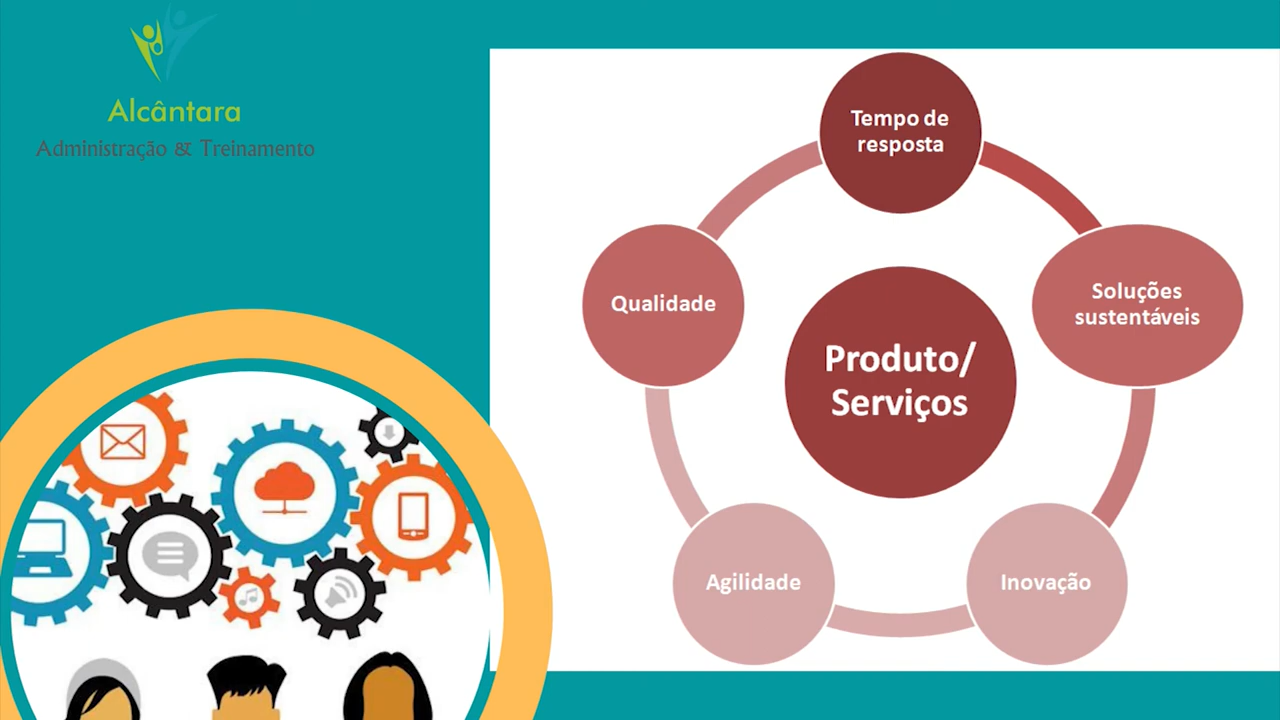 Alcântara
Administração & Treinamento
Tempo de
resposta
Soluções
sustentáveis
Qualidade
Produto/
Serviços
Agilidade
Inovação